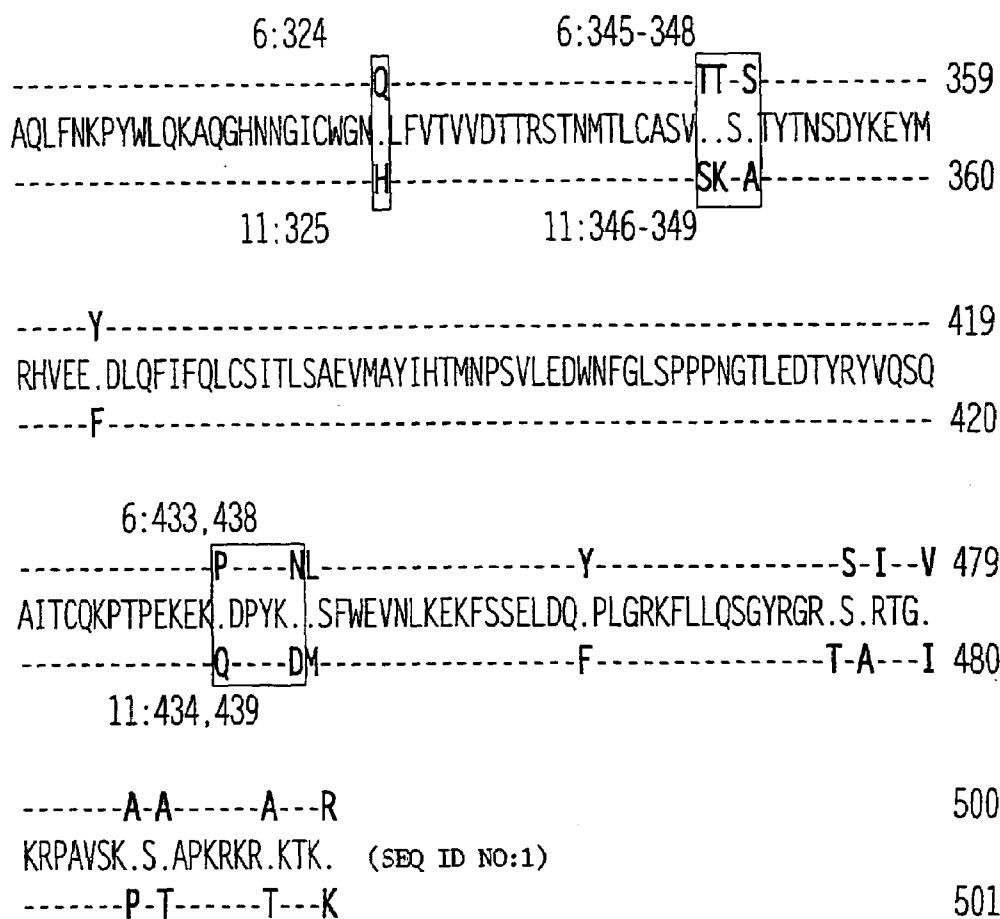 6:324 6:345-348
------------------------Q--------------------TT-S----------- 359
AQLFNKPYWLQKAQGHNNGICWGN.LFVTVVDTTRSTNMTLCASV..S.TYTNSDYKEYM
------------------------H--------------------SK-A----------- 360
11:325 11:346-349
-----Y------------------------------------------------------ 419
RHVEE.DLQFIFQLCSITLSAEVMAYIHTMNPSVLEDWNFGLSPPPNGTLEDTYRYVQSQ
-----F------------------------------------------------------ 420
6:433,438
-------------P----NL-----------------Y---------------S-I--V 479
AITCQKPTPEKEK.DPYK..SFWEVNLKEKFSSELDQ.PLGRKFLLQSGYRGR.S.RTG.
-------------Q----DM-----------------F---------------T-A---I 480
11:434,439
-------A-A------A---R 500
KRPAVSK.S.APKRKR.KTK. (SEQ ID NO:1)
-------P-T------T---K 501